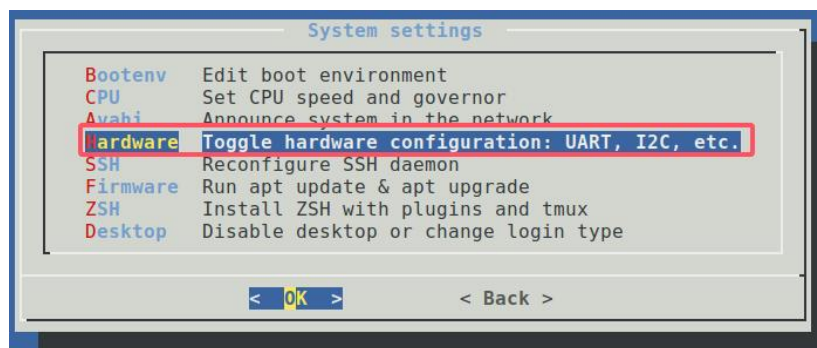 System settings
Bootenv Edit boot environment
CPU Set CPU speed and governor
Avahi Announce system in the network
Hardware Toggle hardware configuration: UART, I2C, etc.
SSH Reconfigure SSH daemon
Firmware Run apt update & apt upgrade
ZSH Install ZSH with plugins and tmux
Desktop Disable desktop or change login type
< OK > < Back >